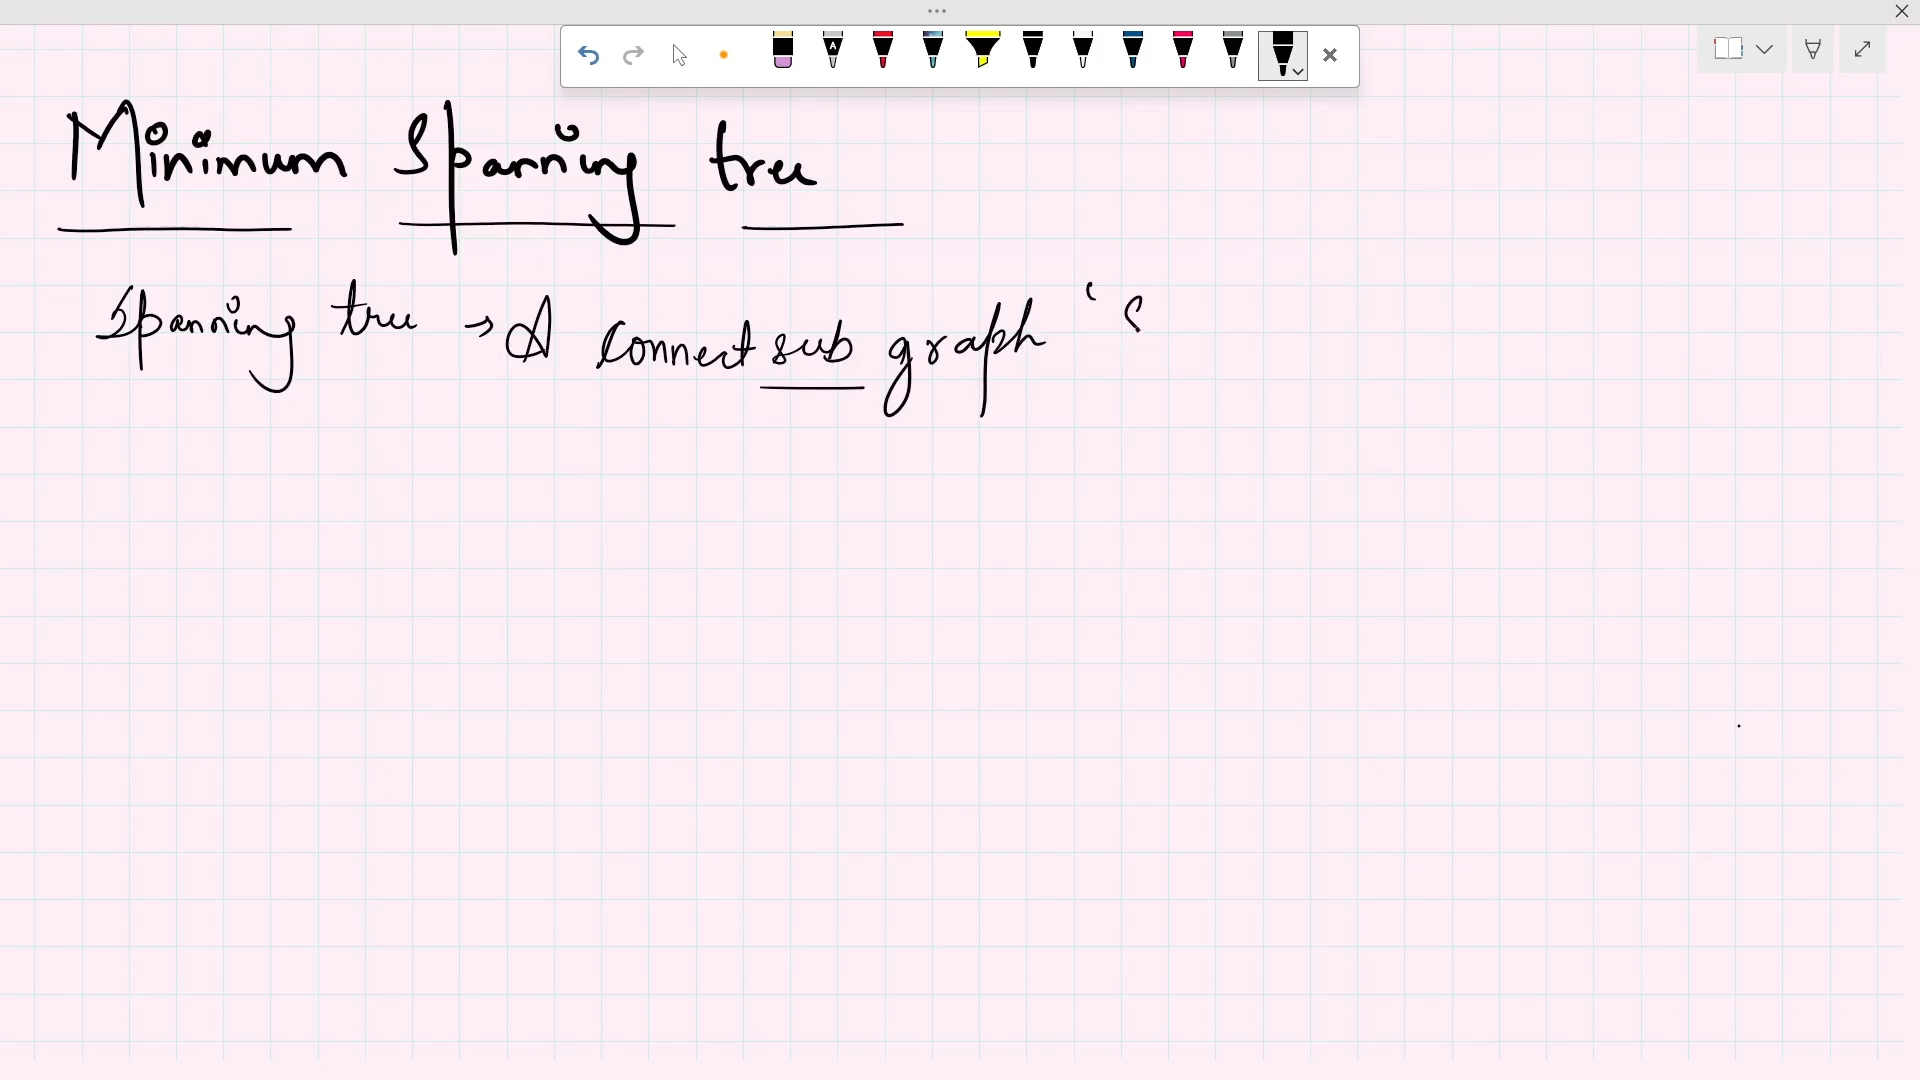 Minimum Spanning tree
Spanning tree → A connect sub graph 'S